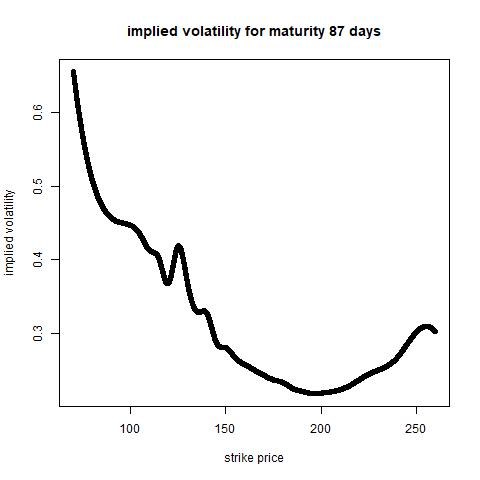 implied volatility for maturity 87 days
0.6
0.5
0.4
0.3
implied volatility
100 150 200 250
strike price